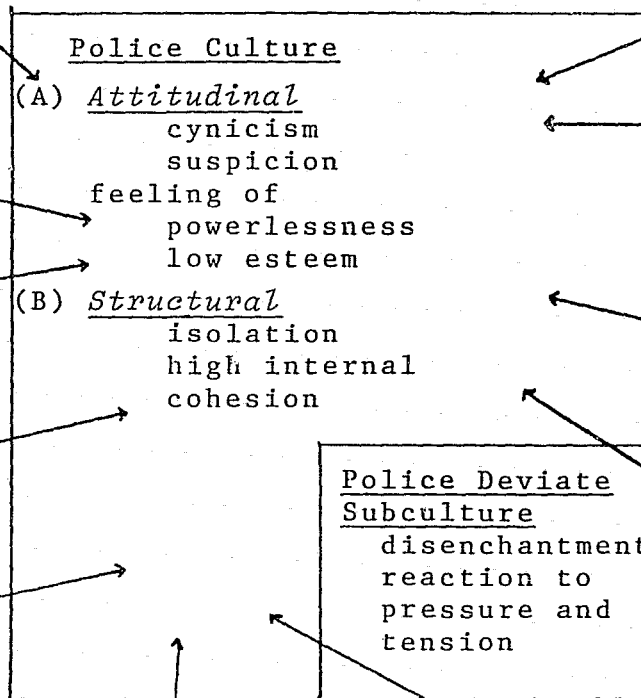 Police Culture
(A) Attitudinal
cynicism
suspicion
feeling of
powerlessness
low esteem
(B) Structural
isolation
high internal
cohesion
Police Deviate
Subculture
disenchantment
reaction to
pressure and
tension